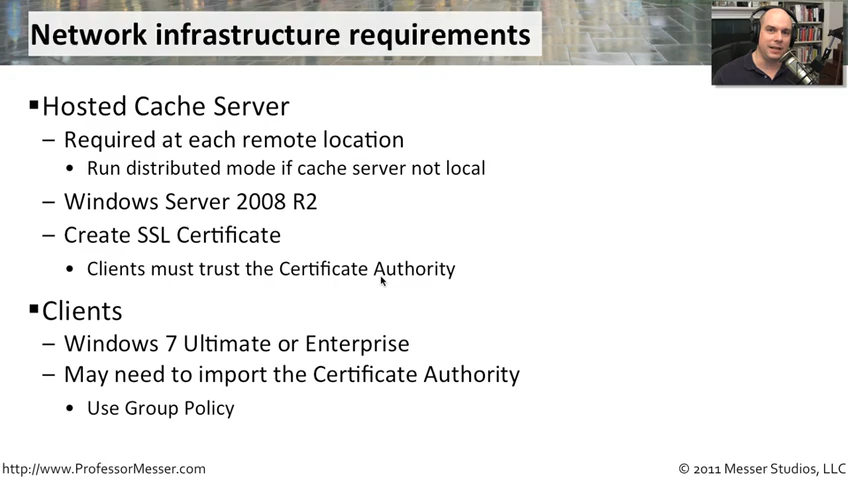 Network infrastructure requirements
▪Hosted Cache Server
– Required at each remote location
• Run distributed mode if cache server not local
– Windows Server 2008 R2
– Create SSL Certificate
• Clients must trust the Certificate Authority
▪Clients
– Windows 7 Ultimate or Enterprise
– May need to import the Certificate Authority
• Use Group Policy
http://www.ProfessorMesser.com
© 2011 Messer Studios, LLC